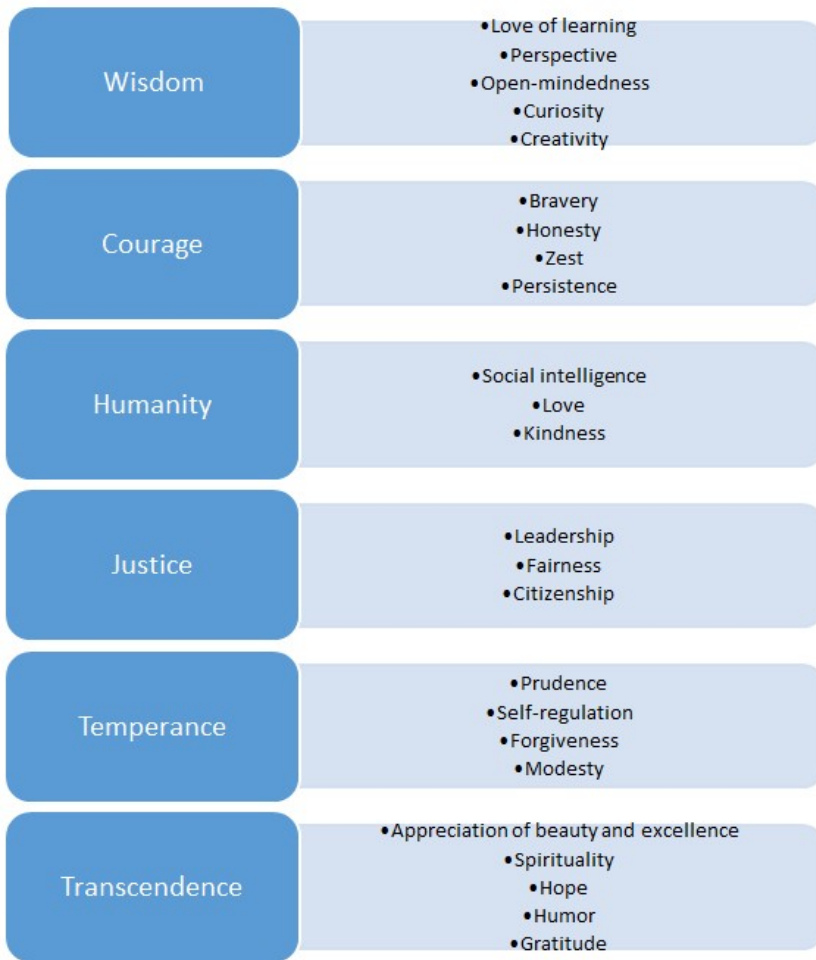 Wisdom
•Love of learning
•Perspective
•Open-mindedness
•Curiosity
•Creativity
Courage
•Bravery
•Honesty
•Zest
•Persistence
Humanity
•Social intelligence
•Love
•Kindness
Justice
•Leadership
•Fairness
•Citizenship
Temperance
•Prudence
•Self-regulation
•Forgiveness
•Modesty
Transcendence
•Appreciation of beauty and excellence
•Spirituality
•Hope
•Humor
•Gratitude